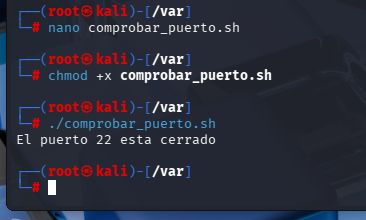 ┌──(root㉿kali)-[/var]
└─# nano comprobar_puerto.sh
┌──(root㉿kali)-[/var]
└─# chmod +x comprobar_puerto.sh
┌──(root㉿kali)-[/var]
└─# ./comprobar_puerto.sh
El puerto 22 esta cerrado
┌──(root㉿kali)-[/var]
└─#